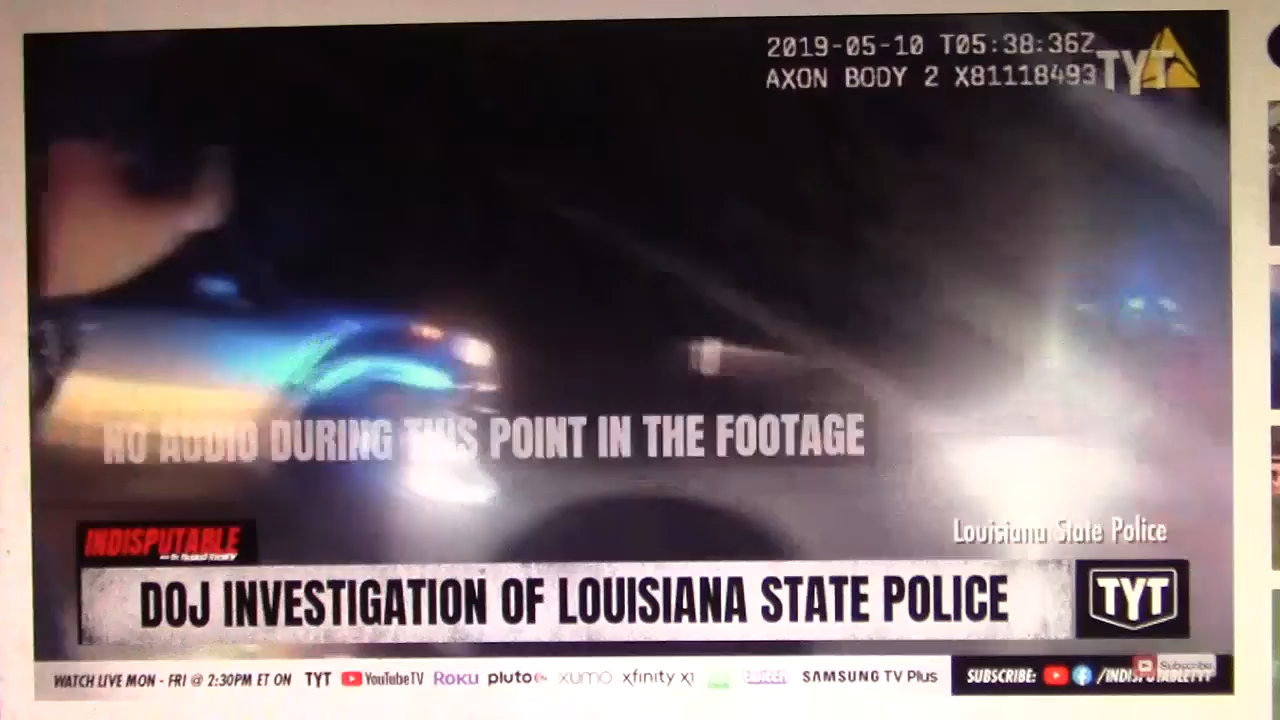 2019-05-10 T05:38:36Z
AXON BODY 2 X81118493
TYT
NO AUDIO DURING THIS POINT IN THE FOOTAGE
Louisiana State Police
INDISPUTABLE
DOJ INVESTIGATION OF LOUISIANA STATE POLICE
TYT
WATCH LIVE MON - FRI @ 2:30PM ET ON TYT YouTubeTV Roku pluto xumo xfinity x1 SAMSUNG TV Plus
SUBSCRIBE: /INDISPUTABLETYT
Subscribe